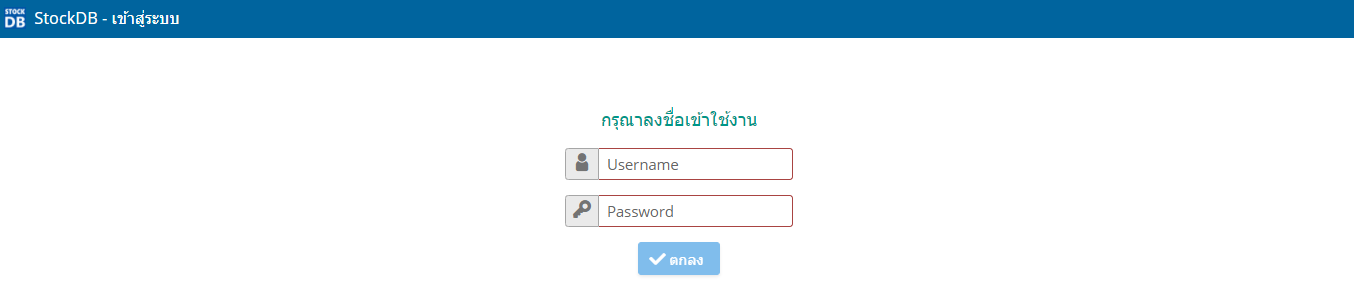 STOCK
DB
StockDB - เข้าสู่ระบบ
กรุณาลงชื่อเข้าใช้งาน
Username
Password
ตกลง